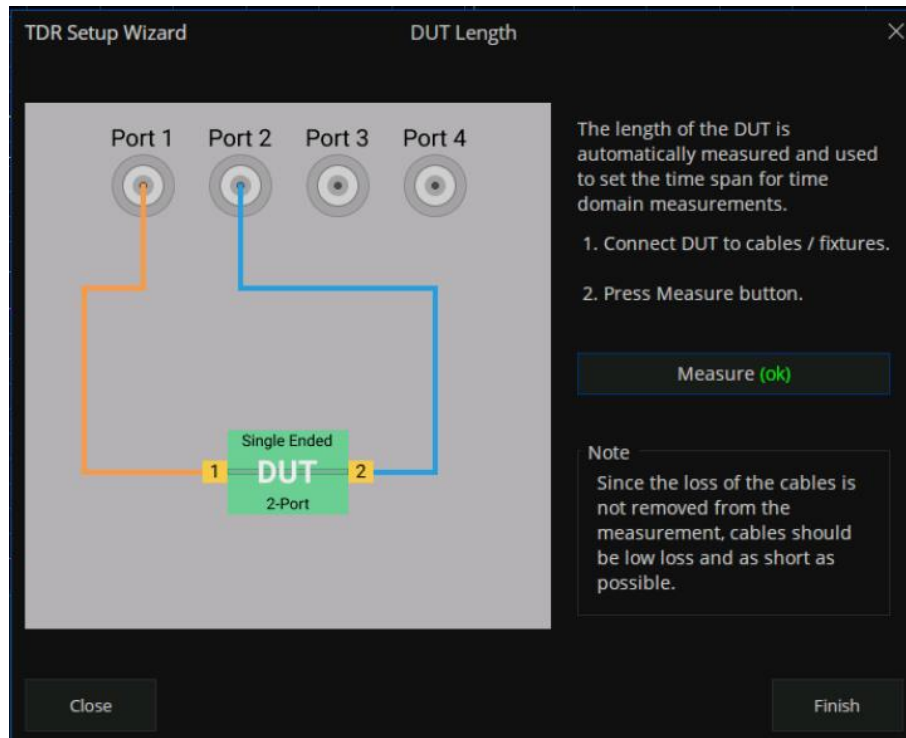 TDR Setup Wizard
DUT Length
Port 1
Port 2
Port 3
Port 4
Single Ended
1
DUT
2
2-Port
The length of the DUT is
automatically measured and used
to set the time span for time
domain measurements.
1. Connect DUT to cables / fixtures.
2. Press Measure button.
Measure (ok)
Note
Since the loss of the cables is
not removed from the
measurement, cables should
be low loss and as short as
possible.
Close
Finish